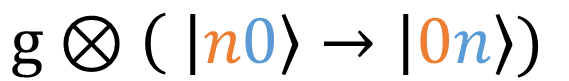 g ⊗ ( |n0⟩ → |0n⟩)